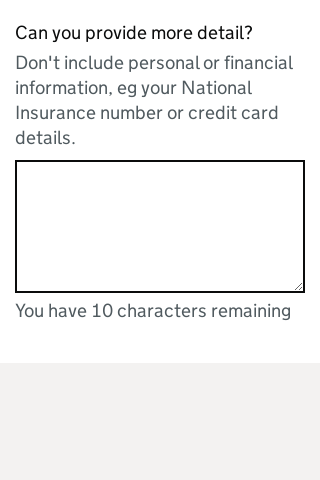 Can you provide more detail?
Don't include personal or financial
information, eg your National
Insurance number or credit card
details.
You have 10 characters remaining